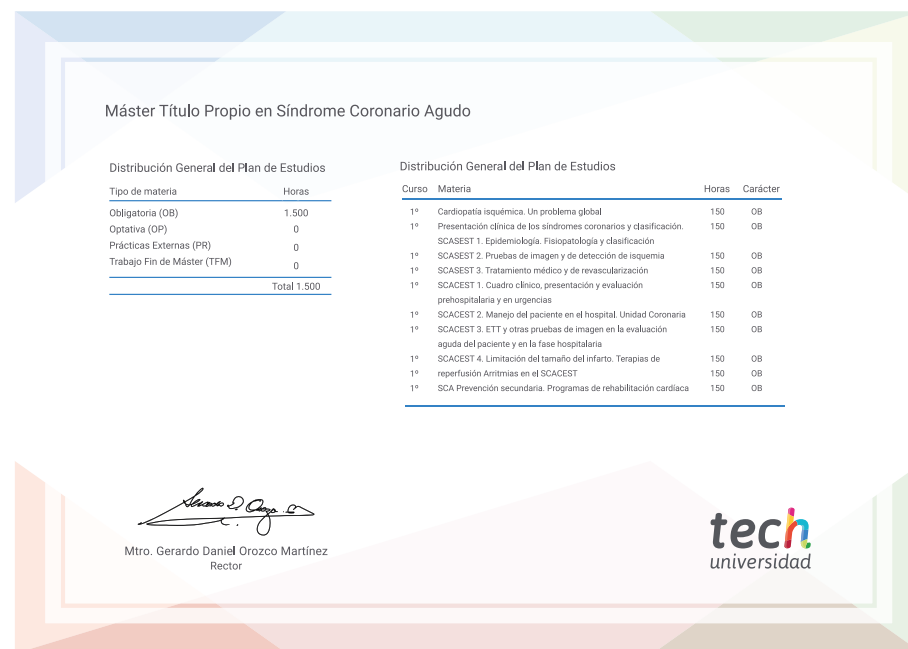 Máster Título Propio en Síndrome Coronario Agudo
Distribución General del Plan de Estudios
Tipo de materia Horas
Obligatoria (OB) 1.500
Optativa (OP) 0
Prácticas Externas (PR) 0
Trabajo Fin de Máster (TFM) 0
Total 1.500
Distribución General del Plan de Estudios
Curso Materia Horas Carácter
1º Cardiopatía isquémica. Un problema global 150 OB
1º Presentación clínica de los síndromes coronarios y clasificación. 150 OB
SCASEST 1. Epidemiología. Fisiopatología y clasificación
1º SCASEST 2. Pruebas de imagen y de detección de isquemia 150 OB
1º SCASEST 3. Tratamiento médico y de revascularización 150 OB
1º SCACEST 1. Cuadro clínico, presentación y evaluación 150 OB
prehospitalaria y en urgencias
1º SCACEST 2. Manejo del paciente en el hospital. Unidad Coronaria 150 OB
1º SCACEST 3. ETT y otras pruebas de imagen en la evaluación 150 OB
aguda del paciente y en la fase hospitalaria
1º SCACEST 4. Limitación del tamaño del infarto. Terapias de 150 OB
1º reperfusión Arritmias en el SCACEST 150 OB
1º SCA Prevención secundaria. Programas de rehabilitación cardíaca 150 OB
Mtro. Gerardo Daniel Orozco Martínez
Rector
tech
universidad